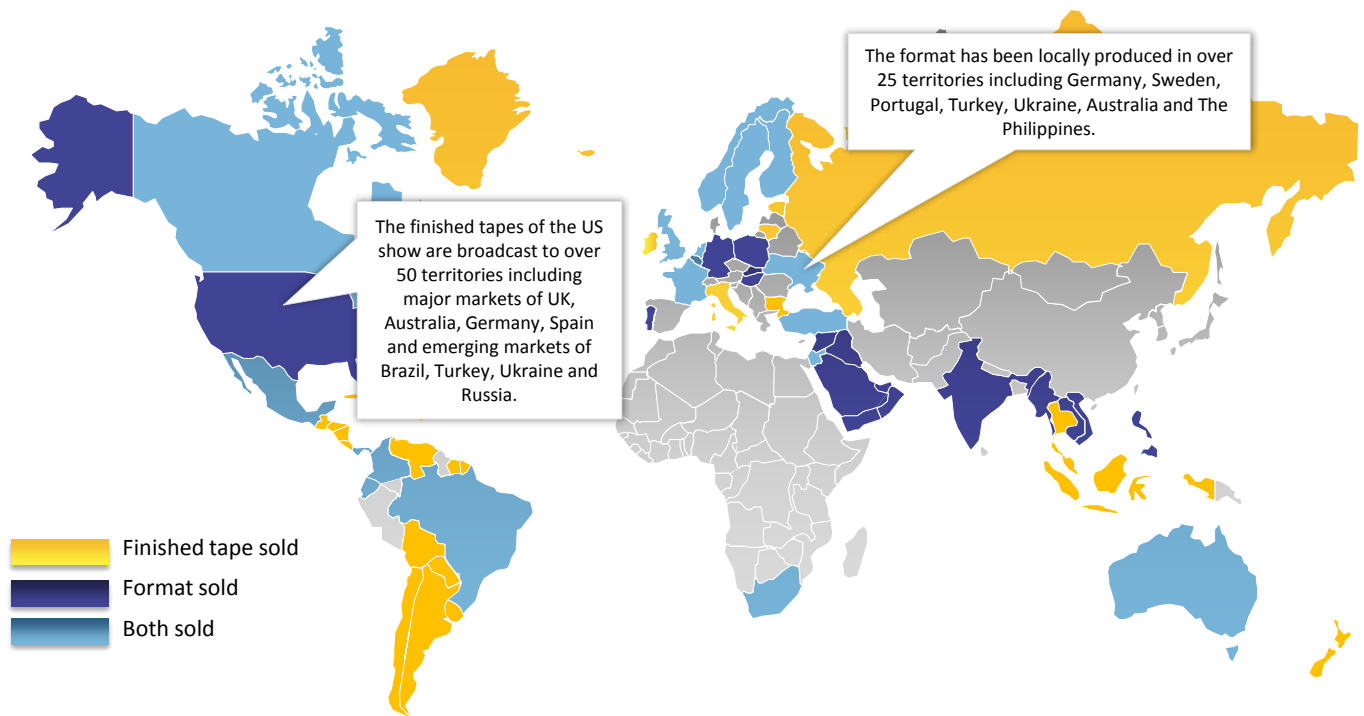 The format has been locally produced in over
25 territories including Germany, Sweden,
Portugal, Turkey, Ukraine, Australia and The
Philippines.
The finished tapes of the US
show are broadcast to over
50 territories including
major markets of UK,
Australia, Germany, Spain
and emerging markets of
Brazil, Turkey, Ukraine and
Russia.
Finished tape sold
Format sold
Both sold